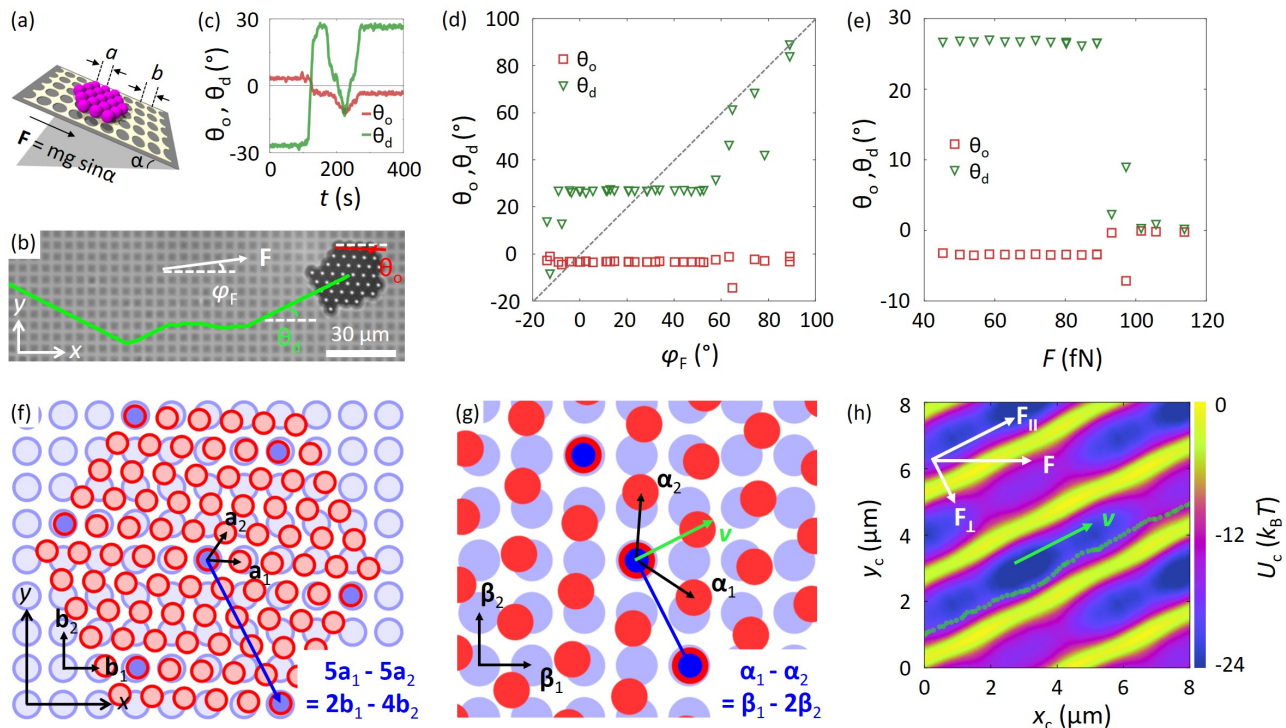 (a)
a
b
F = mg sinα
α
(c)
θo , θd (°)
30
0
-30
θo
θd
0
200
400
t (s)
(b)
F
φF
θo
θd
30 μm
y
x
(d)
θo ,θd (°)
100
80
60
40
20
0
-20
θo
θd
-20
0
20
40
60
80
100
φF (°)
(e)
θo ,θd (°)
30
20
10
0
-10
θo
θd
40
60
80
100
120
F (fN)
(f)
a2
a1
y
b2
b1
x
5a1 - 5a2
= 2b1 - 4b2
(g)
α2
v
α1
β2
β1
α1 - α2
= β1 - 2β2
(h)
8
6
4
2
0
yc (μm)
F||
F
F⊥
v
0
2
4
6
8
xc (μm)
0
-12
-24
Uc (kBT)